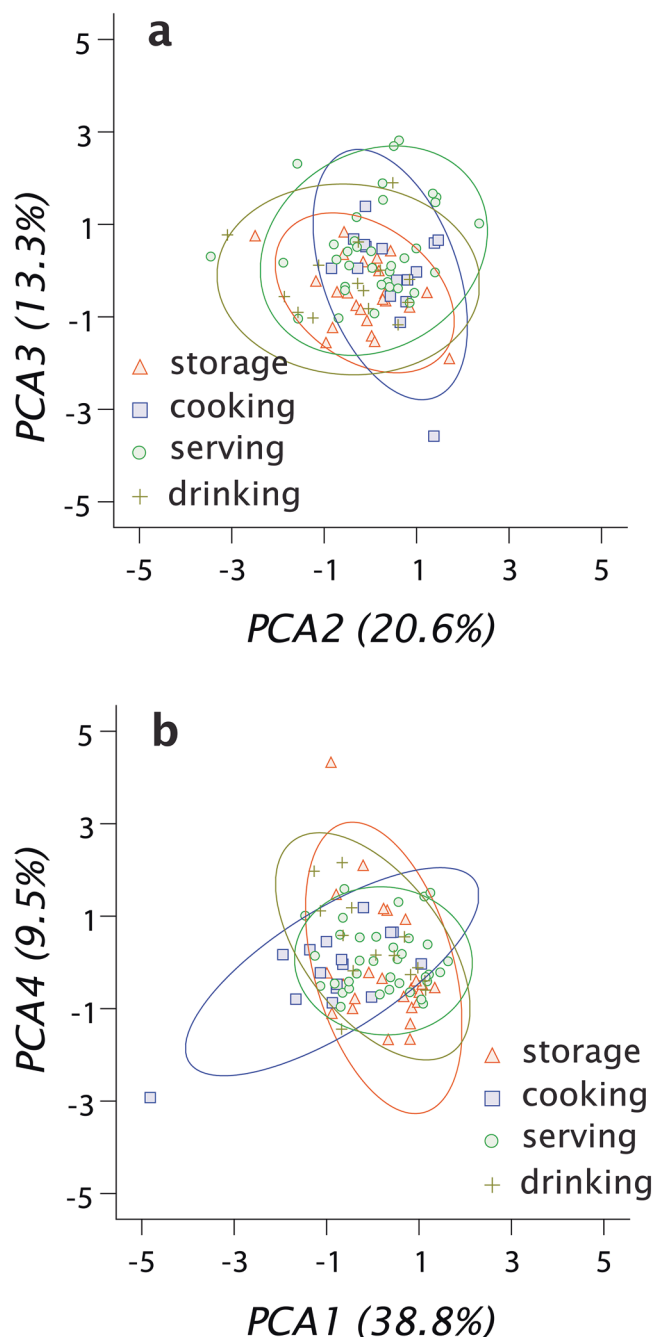 a
5
3
1
-1
-3
-5
PCA3 (13.3%)
storage
cooking
serving
drinking
-5 -3 -1 1 3 5
PCA2 (20.6%)
b
5
3
1
-1
-3
-5
PCA4 (9.5%)
storage
cooking
serving
drinking
-5 -3 -1 1 3 5
PCA1 (38.8%)